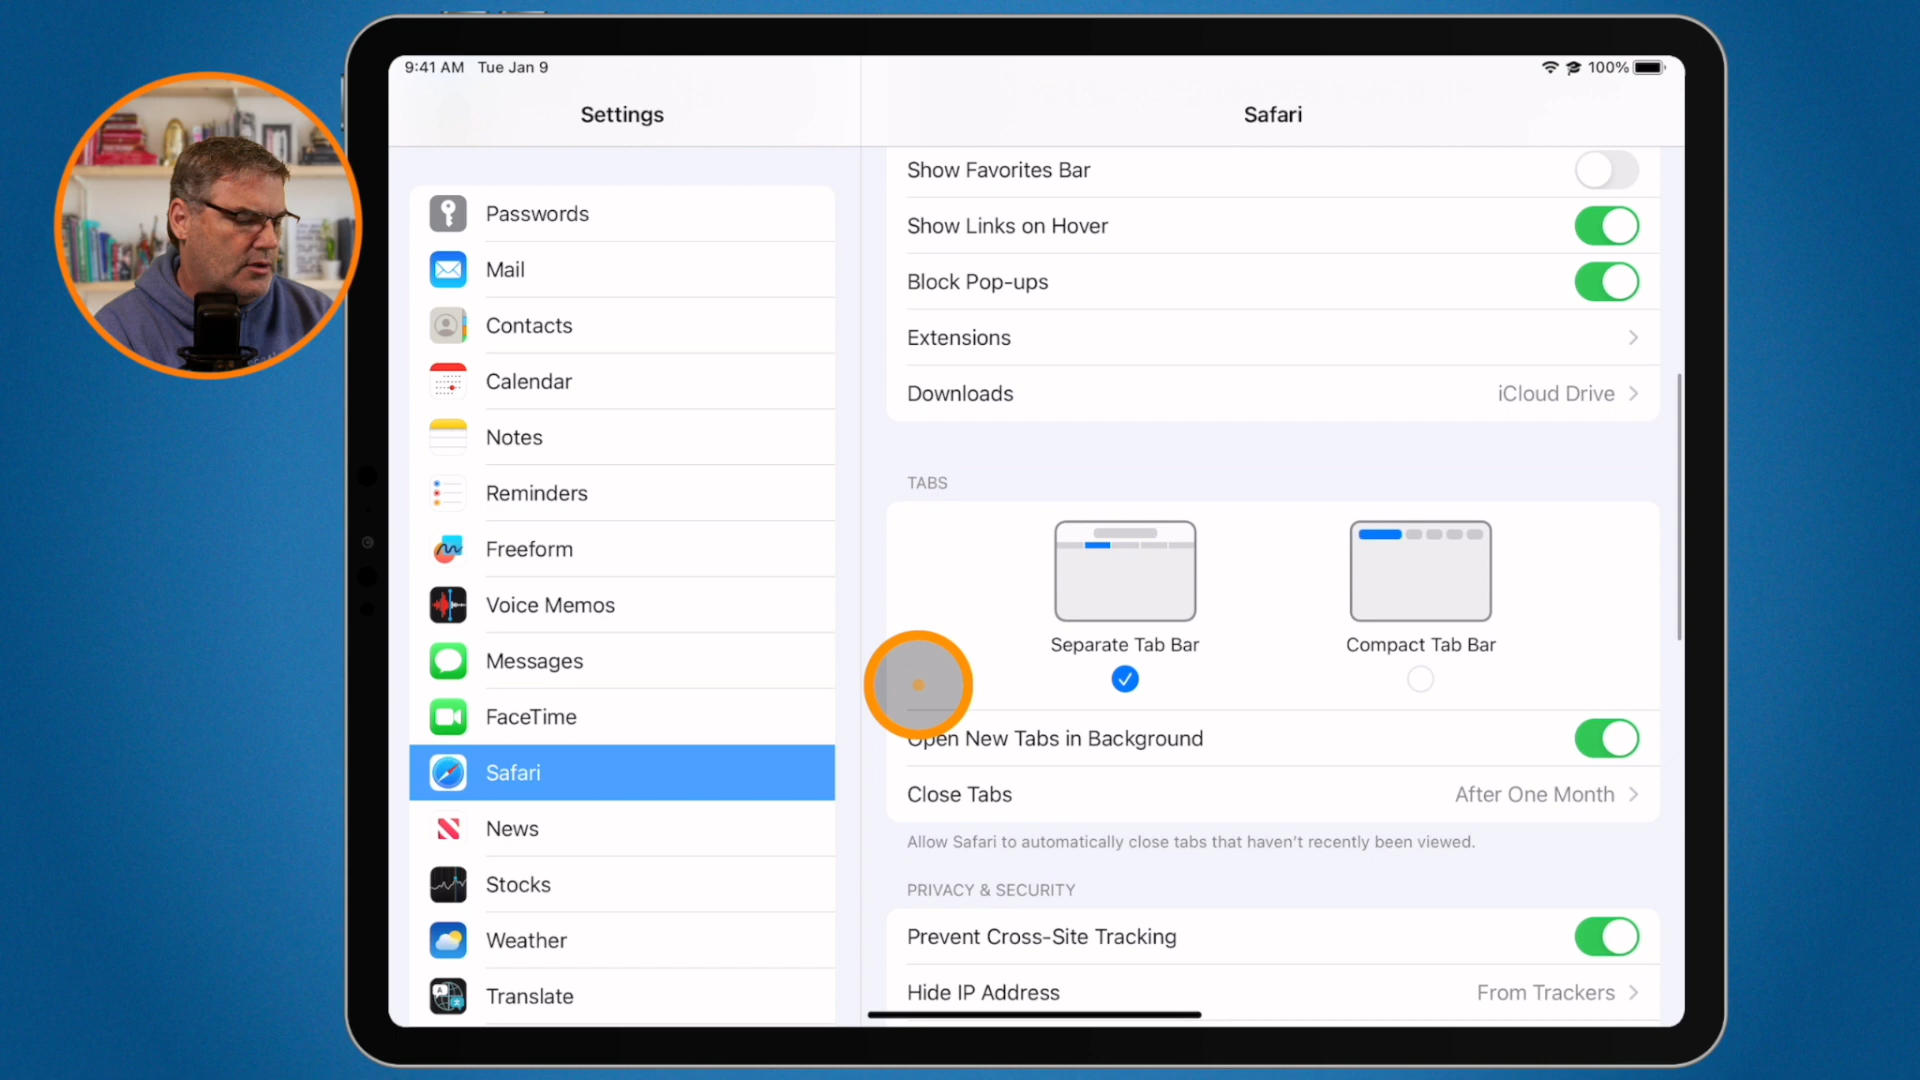 9:41 AM Tue Jan 9
100%
Settings
Safari
Passwords
Mail
Contacts
Calendar
Notes
Reminders
Freeform
Voice Memos
Messages
FaceTime
Safari
News
Stocks
Weather
Translate
Show Favorites Bar
Show Links on Hover
Block Pop-ups
Extensions
Downloads iCloud Drive
TABS
Separate Tab Bar
Compact Tab Bar
Open New Tabs in Background
Close Tabs After One Month
Allow Safari to automatically close tabs that haven’t recently been viewed.
PRIVACY & SECURITY
Prevent Cross-Site Tracking
Hide IP Address From Trackers